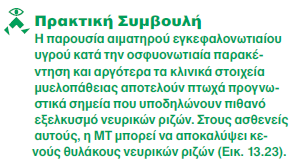 Πρακτική Συμβουλή
Η παρουσία αιματηρού εγκεφαλονωτιαίου
υγρού κατά την οσφυονωτιαία παρακέ-
ντηση και αργότερα τα κλινικά στοιχεία
μυελοπάθειας αποτελούν πτωχά προγνω-
στικά σημεία που υποδηλώνουν πιθανό
εξελκυσμό νευρικών ριζών. Στους ασθενείς
αυτούς, η ΜΤ μπορεί να αποκαλύψει κε-
νούς θυλάκους νευρικών ριζών (Εικ. 13.23).